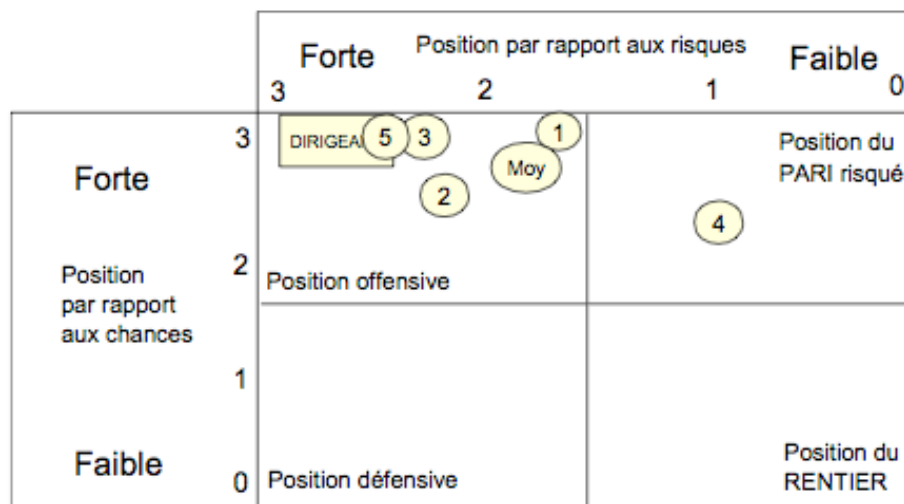 Forte
Position par rapport aux risques
Faible
3
2
1
0
3
DIRIGEA
5
3
1
Position du
PARI risqué
Forte
Moy
2
4
Position
par rapport
aux chances
2
Position offensive
1
Faible
0
Position défensive
Position du
RENTIER